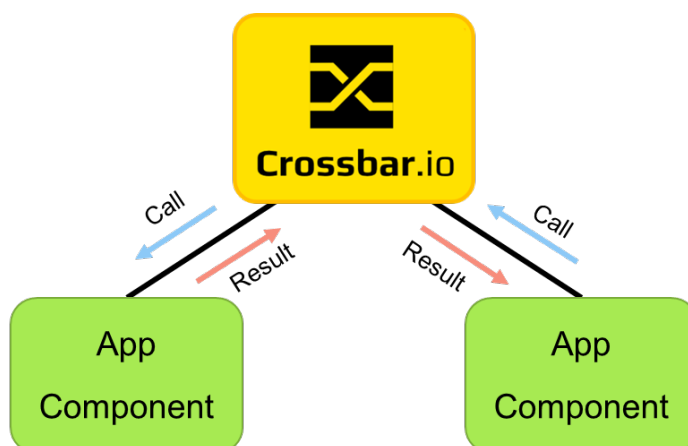 Crossbar.io
Call
Result
Result
Call
App
Component
App
Component